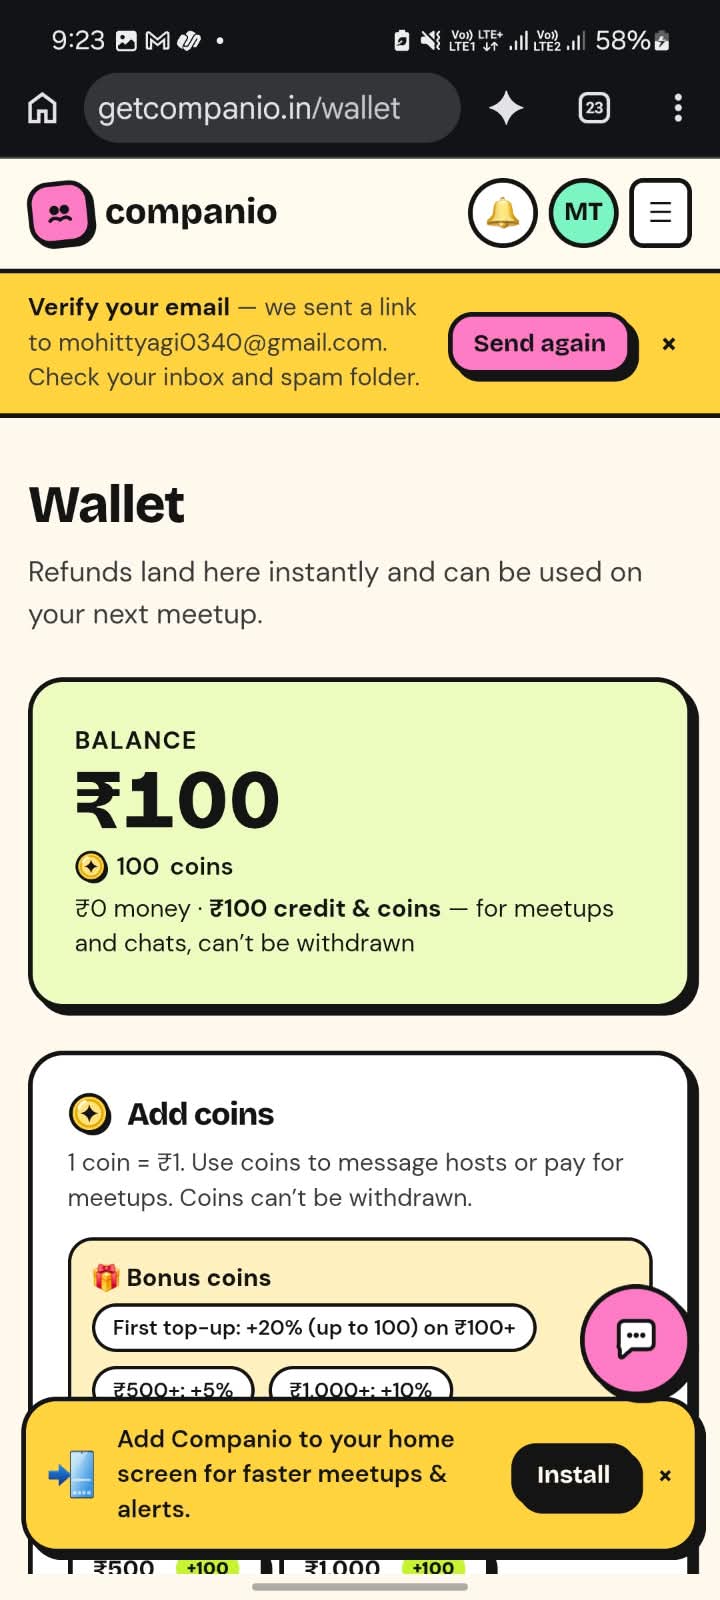 9:23
Vo)) LTE1 LTE+ Vo)) LTE2 58%
getcompanio.in/wallet
23
companio
MT
Verify your email — we sent a link
to mohittyagi0340@gmail.com.
Check your inbox and spam folder.
Send again
×
Wallet
Refunds land here instantly and can be used on
your next meetup.
BALANCE
₹100
100 coins
₹0 money · ₹100 credit & coins — for meetups
and chats, can’t be withdrawn
Add coins
1 coin = ₹1. Use coins to message hosts or pay for
meetups. Coins can’t be withdrawn.
Bonus coins
First top-up: +20% (up to 100) on ₹100+
₹500+: +5% ₹1,000+: +10%
Add Companio to your home
screen for faster meetups &
alerts.
Install
×
₹500 +100 ₹1,000 +100